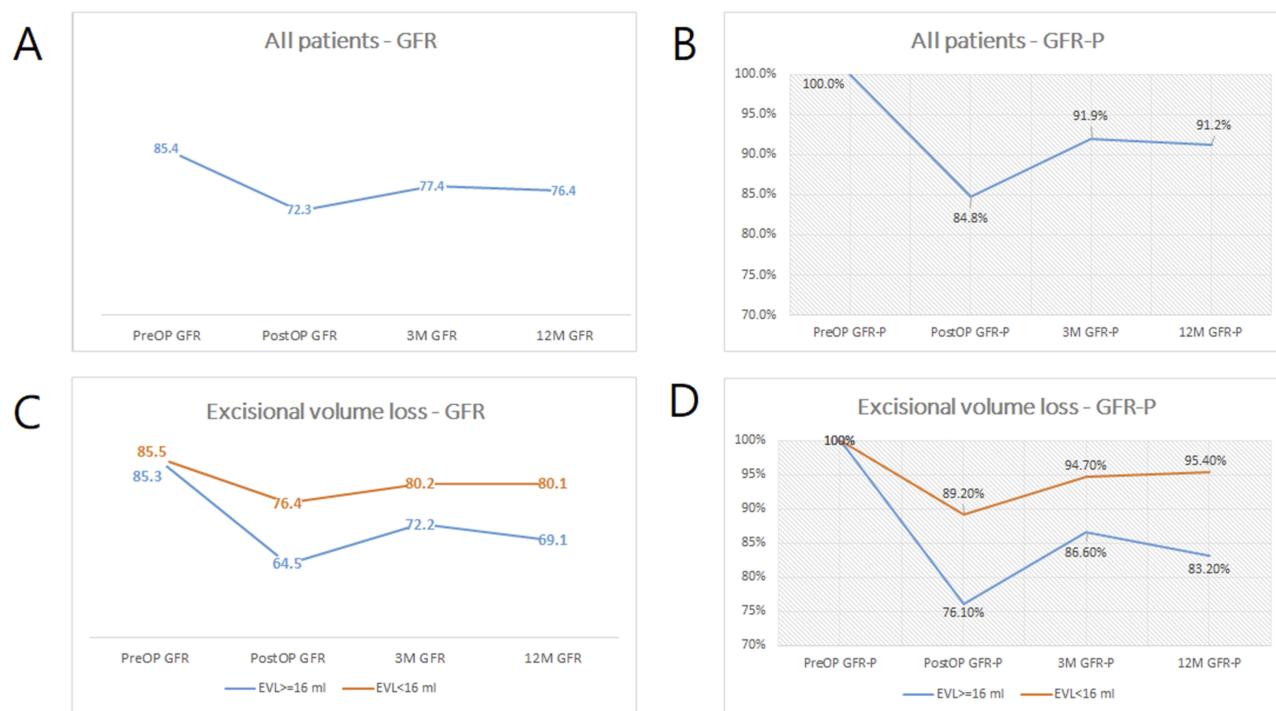 A
All patients - GFR
85.4
72.3
77.4
76.4
PreOP GFR
PostOP GFR
3M GFR
12M GFR
B
All patients - GFR-P
100.0%
95.0%
90.0%
85.0%
80.0%
75.0%
70.0%
100.0%
84.8%
91.9%
91.2%
PreOP GFR-P
PostOP GFR-P
3M GFR-P
12M GFR-P
C
Excisional volume loss - GFR
85.5
85.3
76.4
64.5
80.2
72.2
80.1
69.1
PreOP GFR
PostOP GFR
3M GFR
12M GFR
EVL>=16 ml
EVL<16 ml
D
Excisional volume loss - GFR-P
100%
95%
90%
85%
80%
75%
70%
100%
89.20%
76.10%
94.70%
86.60%
95.40%
83.20%
PreOP GFR-P
PostOP GFR-P
3M GFR-P
12M GFR-P
EVL>=16 ml
EVL<16 ml